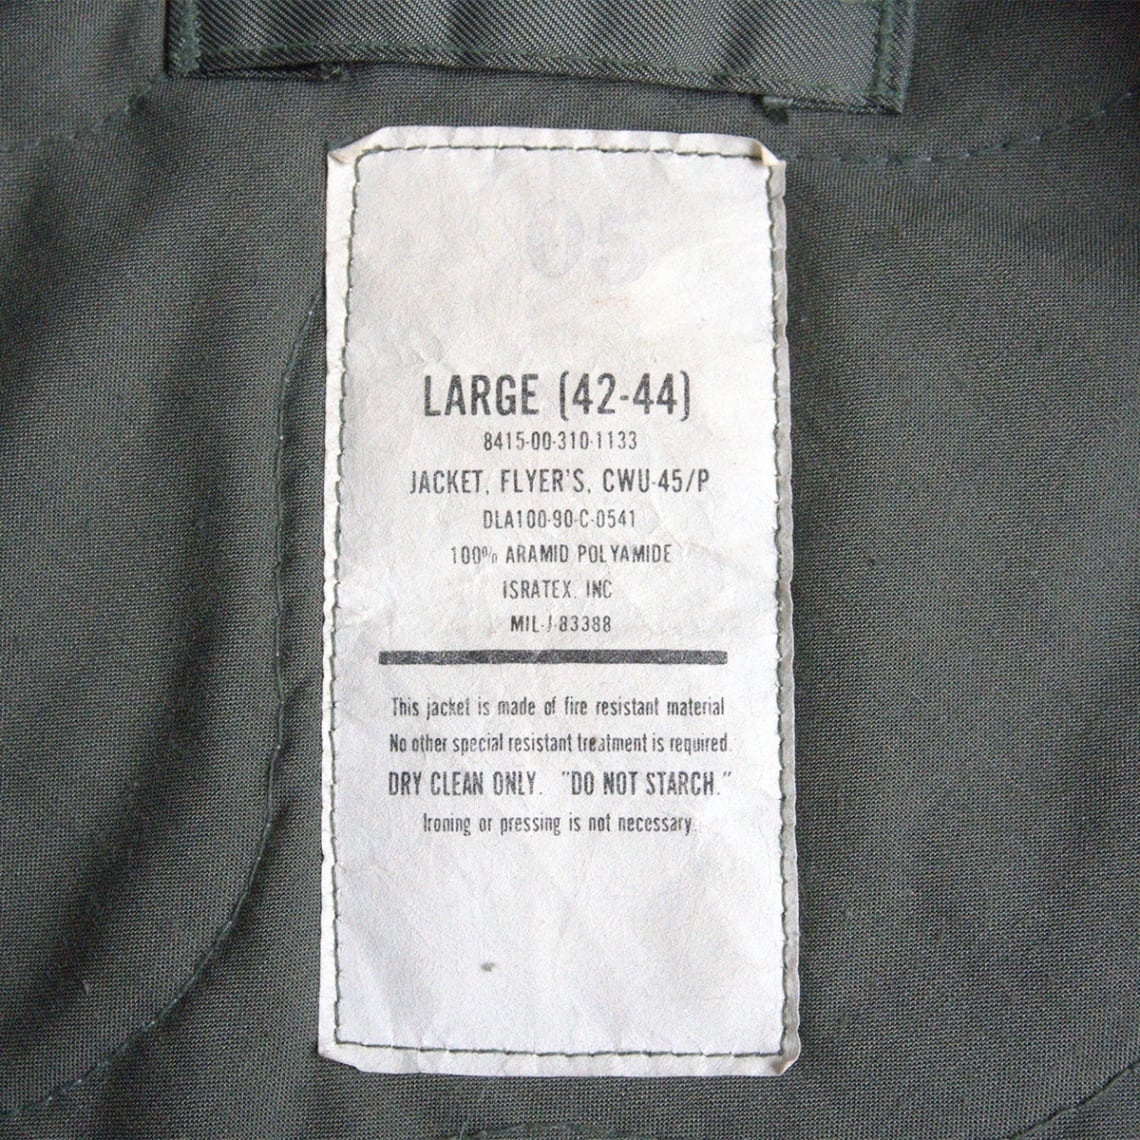 05
LARGE (42-44)
8415-00-310-1133
JACKET, FLYER'S, CWU-45/P
DLA100-90-C-0541
100% ARAMID POLYAMIDE
ISRATEX, INC
MIL-J-83388
This jacket is made of fire resistant material
No other special resistant treatment is required.
DRY CLEAN ONLY. "DO NOT STARCH."
Ironing or pressing is not necessary.